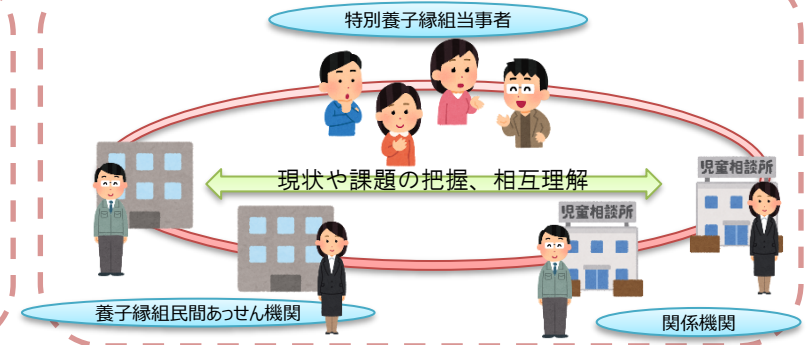 特別養子縁組当事者
児童相談所
現状や課題の把握、相互理解
児童相談所
養子縁組民間あっせん機関
関係機関